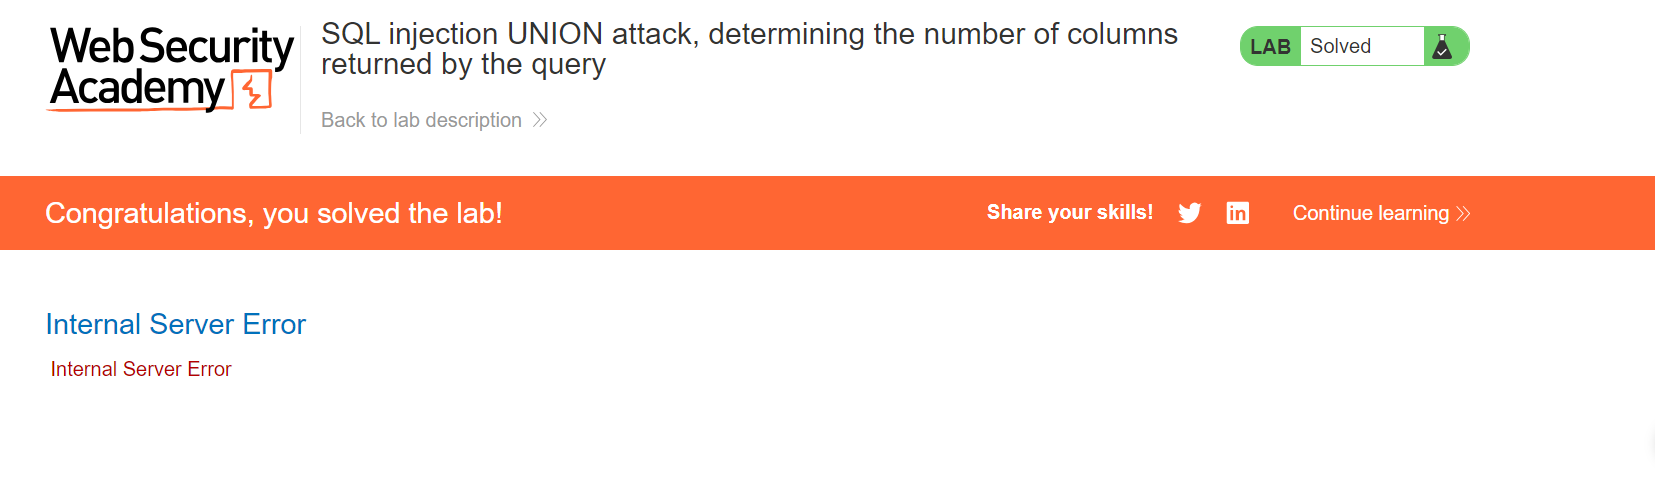 Web Security
Academy
SQL injection UNION attack, determining the number of columns
returned by the query
Back to lab description
LAB Solved
Congratulations, you solved the lab!
Share your skills!
in
Continue learning
Internal Server Error
Internal Server Error